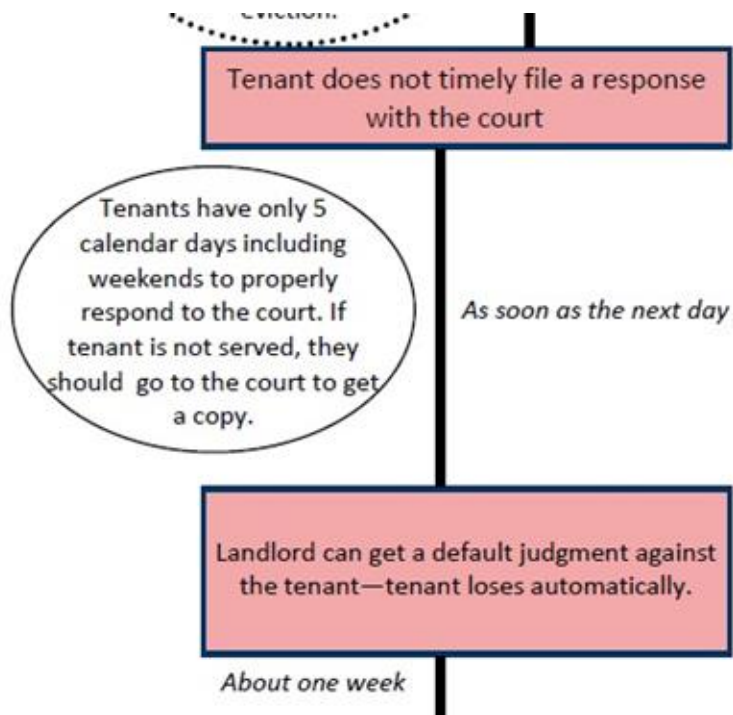 Eviction.
Tenant does not timely file a response
with the court
Tenants have only 5
calendar days including
weekends to properly
respond to the court. If
tenant is not served, they
should go to the court to get
a copy.
As soon as the next day
Landlord can get a default judgment against
the tenant—tenant loses automatically.
About one week